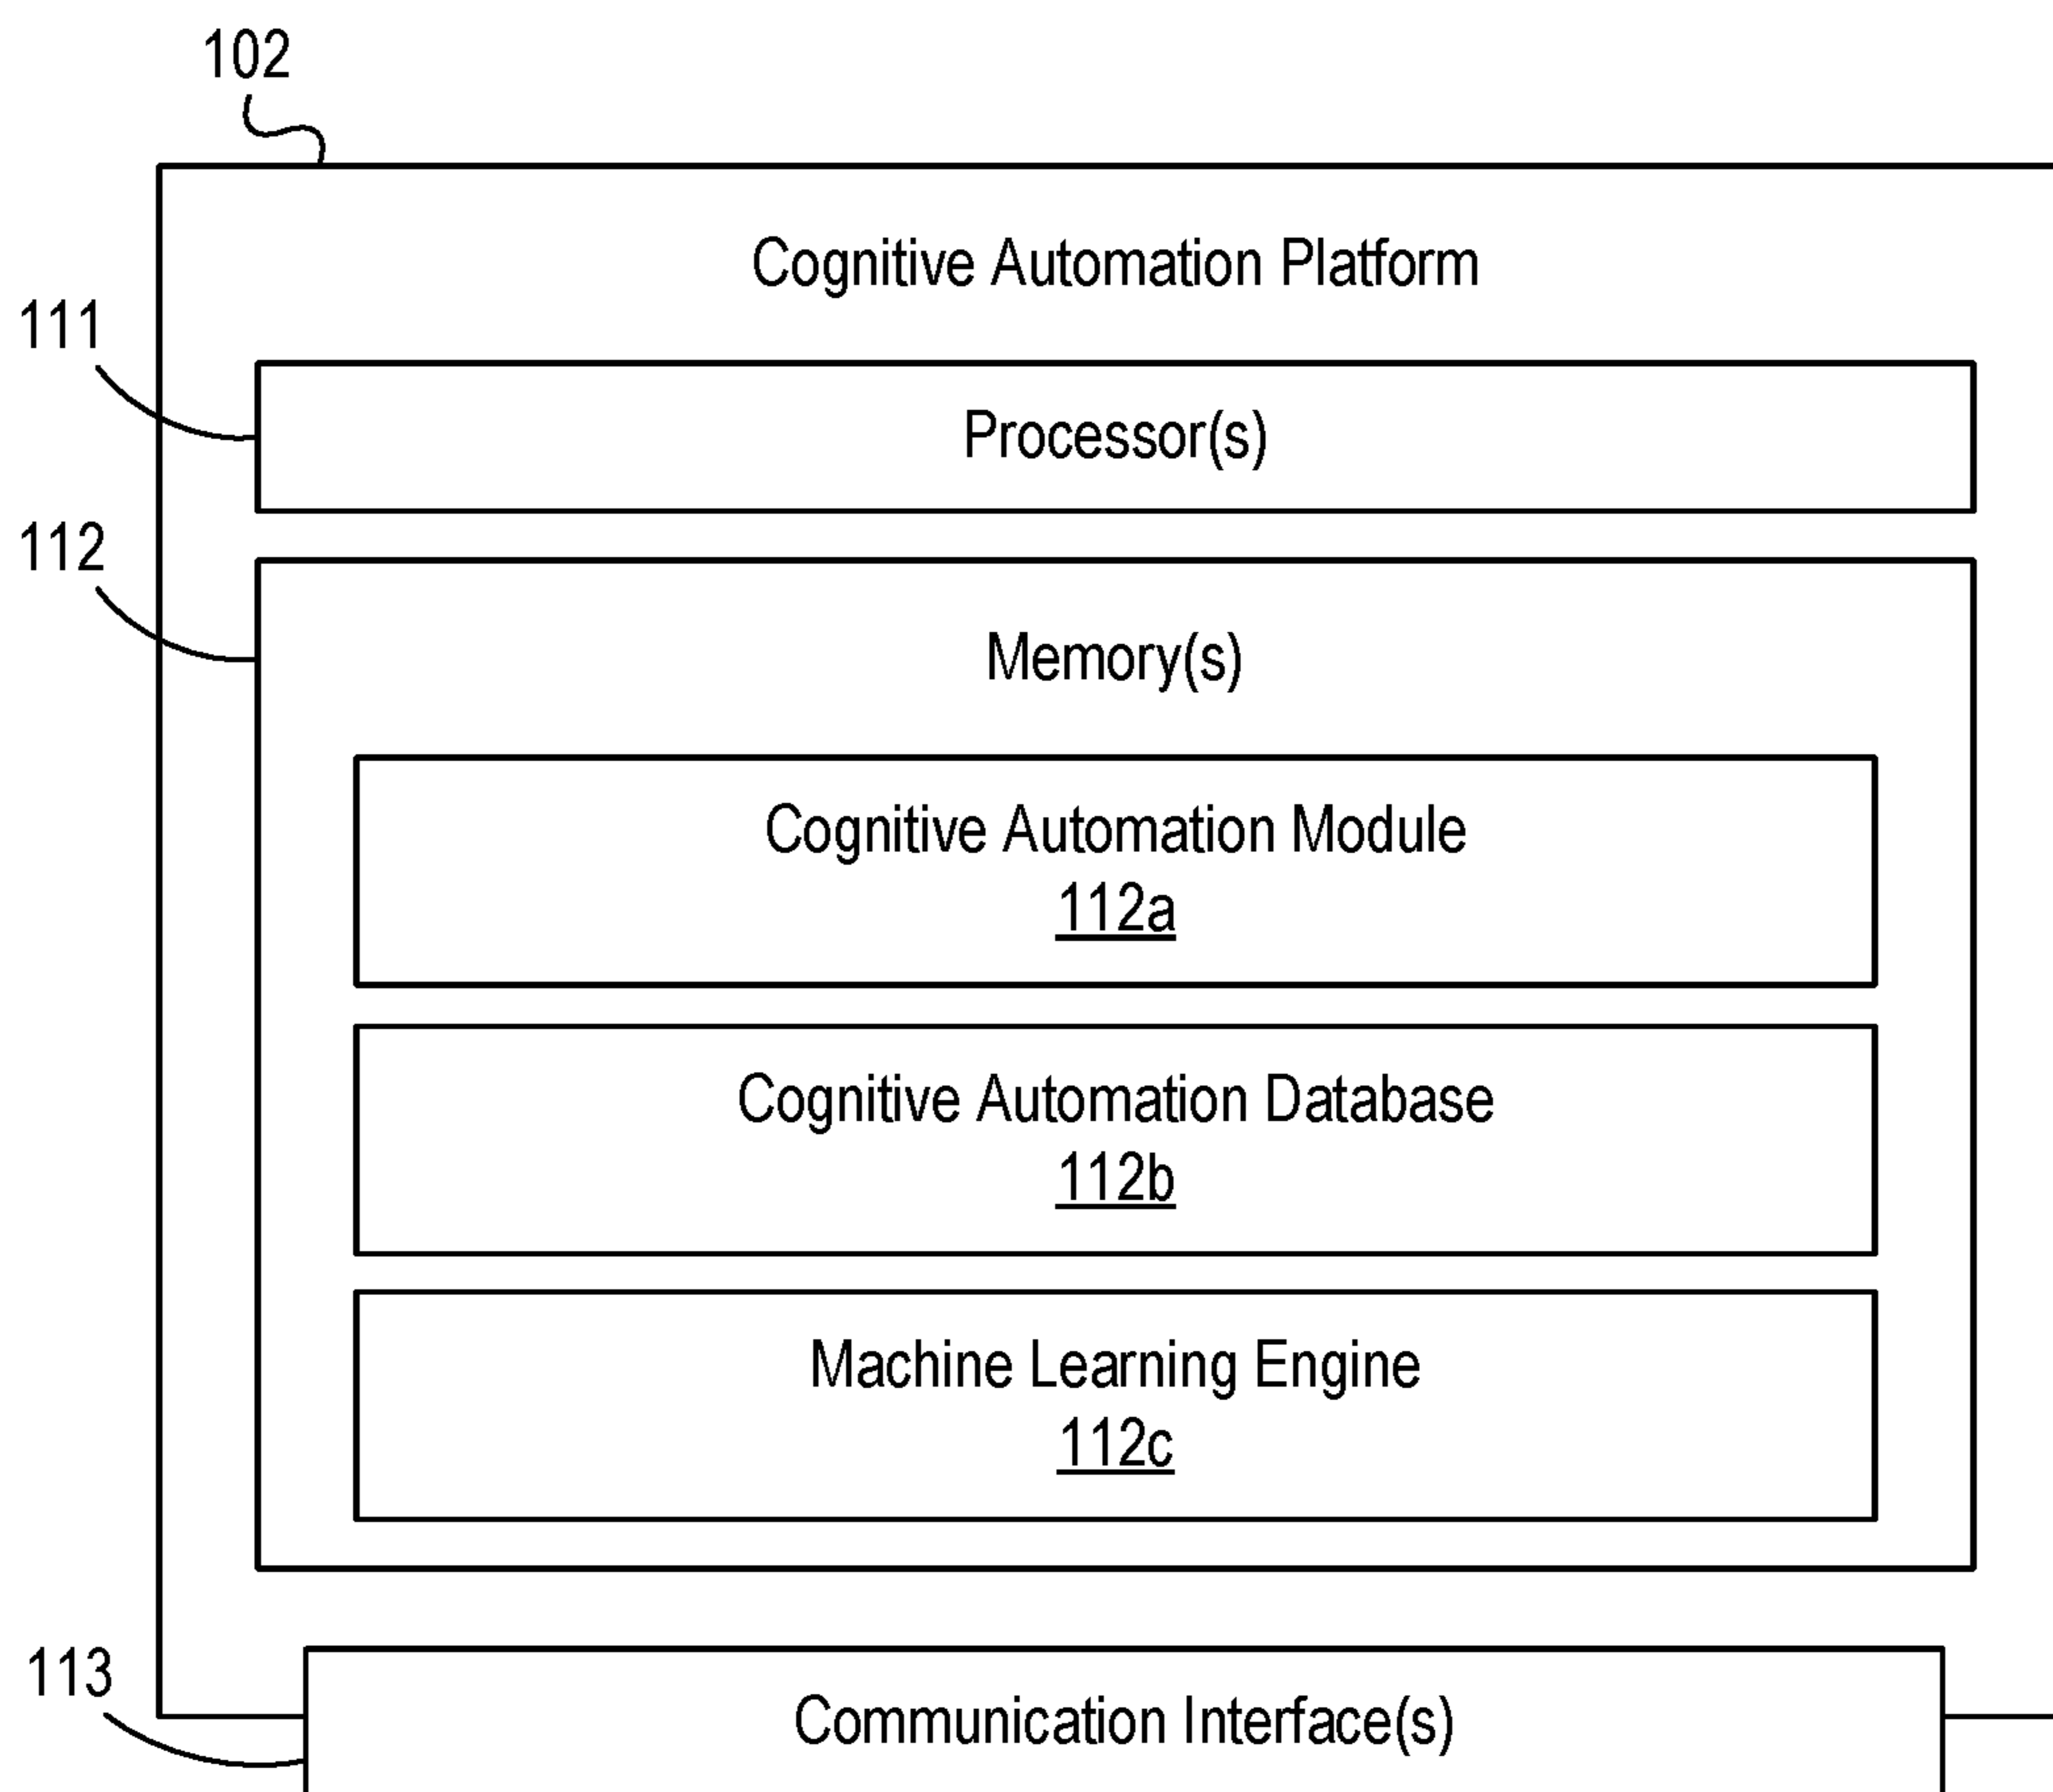 102
Cognitive Automation Platform
111
Processor(s)
112
Memory(s)
Cognitive Automation Module
112a
Cognitive Automation Database
112b
Machine Learning Engine
112c
113
Communication Interface(s)